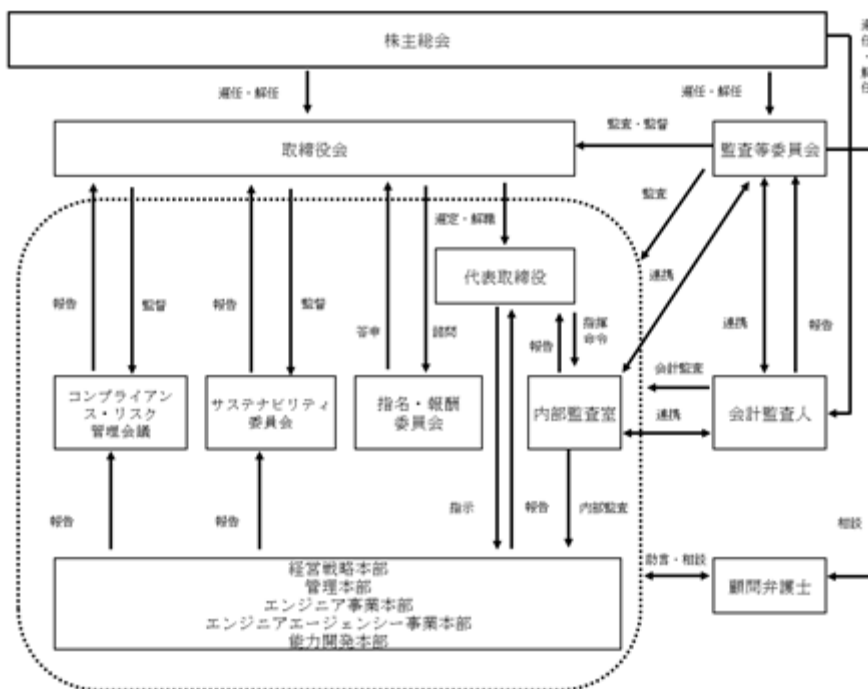 株主総会
選任・解任
選任・解任
選任・解任
取締役会
監査・監督
監査等委員会
監査
選定・解職
代表取締役
連携
報告
監督
報告
監督
答申
諮問
報告
指揮
命令
連携
報告
会計監査
コンプライアン
ス・リスク
管理会議
サステナビリティ
委員会
指名・報酬
委員会
内部監査室
連携
会計監査人
報告
報告
指示
報告
内部監査
相談
助言・相談
経営戦略本部
管理本部
エンジニア事業本部
エンジニアエージェンシー事業本部
能力開発本部
顧問弁護士